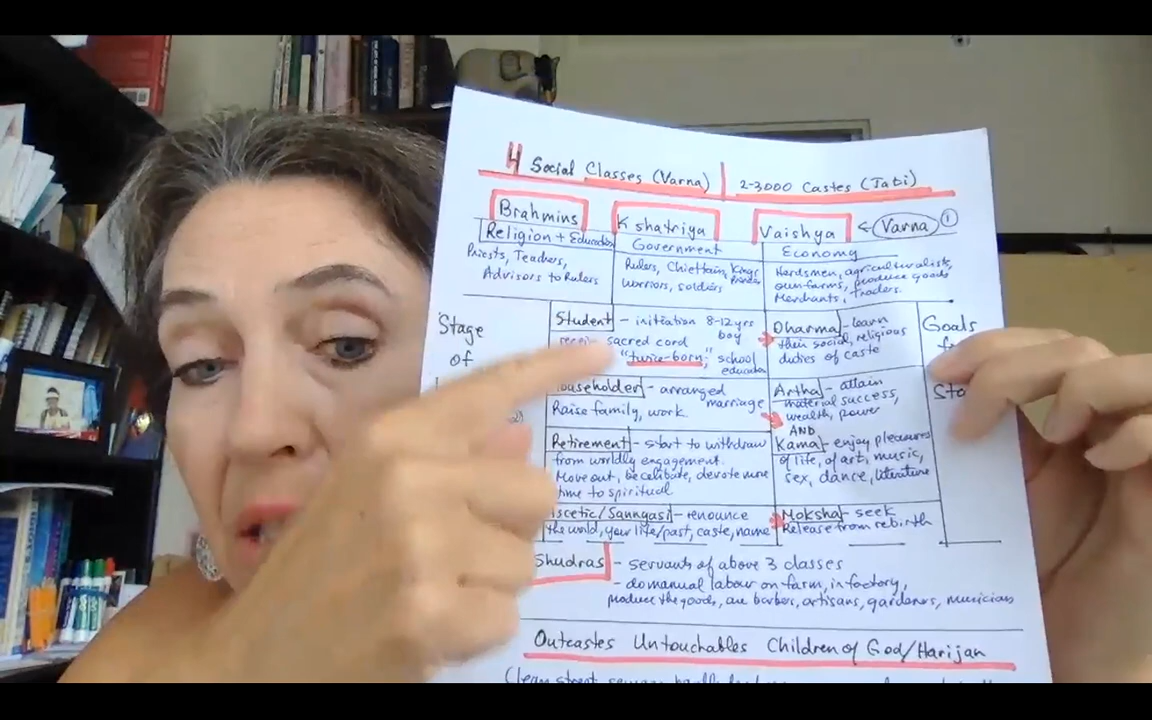 4 Social Classes (Varna) 2-3000 Castes (Jati)
Brahmins Kshatriya Vaishya ← Varna 1
Religion + Education Government Economy
Priests, Teachers,
Advisors to Rulers
Rulers, Chieftain, Kings
Warriors, soldiers
Herdsmen, agriculturalists,
own farms, produce goods
Merchants, traders.
Stage
of
Student - initiation 8-12 yrs
boy
sacred cord
"twice-born", school
education
Householder - arranged
marriage
Raise family, work
Retirement - start to withdraw
from worldly engagement.
Move out, be celibate, devote more
time to spiritual
Ascetic/Sannyasi - renounce
the world, your life/past, caste, name
Dharma - learn
their social, religious
duties of caste
Artha - attain
material success,
wealth, power
AND
Kama - enjoy pleasures
of life, of art, music,
sex, dance, literature
Moksha - seek
Release from rebirth
Goals
Shudras - servants of above 3 classes
- do manual labour on farm, in factory,
produce the goods, are barbers, artisans, gardeners, musicians
Outcastes Untouchables Children of God/Harijan